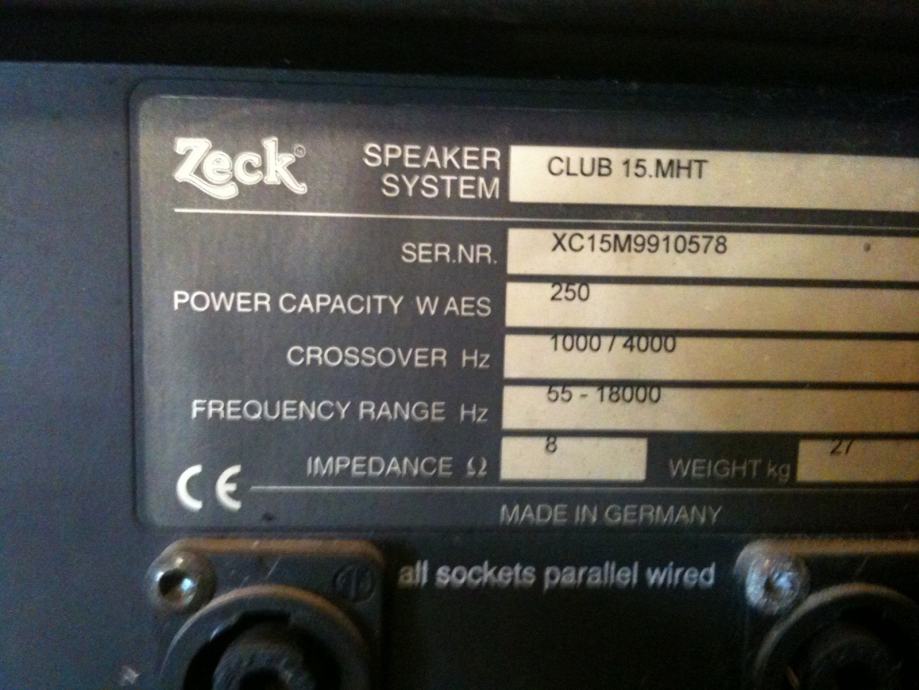 Zeck® SPEAKER SYSTEM CLUB 15.MHT
SER.NR. XC15M9910578
POWER CAPACITY W AES 250
CROSSOVER Hz 1000 / 4000
FREQUENCY RANGE Hz 55 - 18000
IMPEDANCE Ω 8 WEIGHT kg 27
CE MADE IN GERMANY
all sockets parallel wired